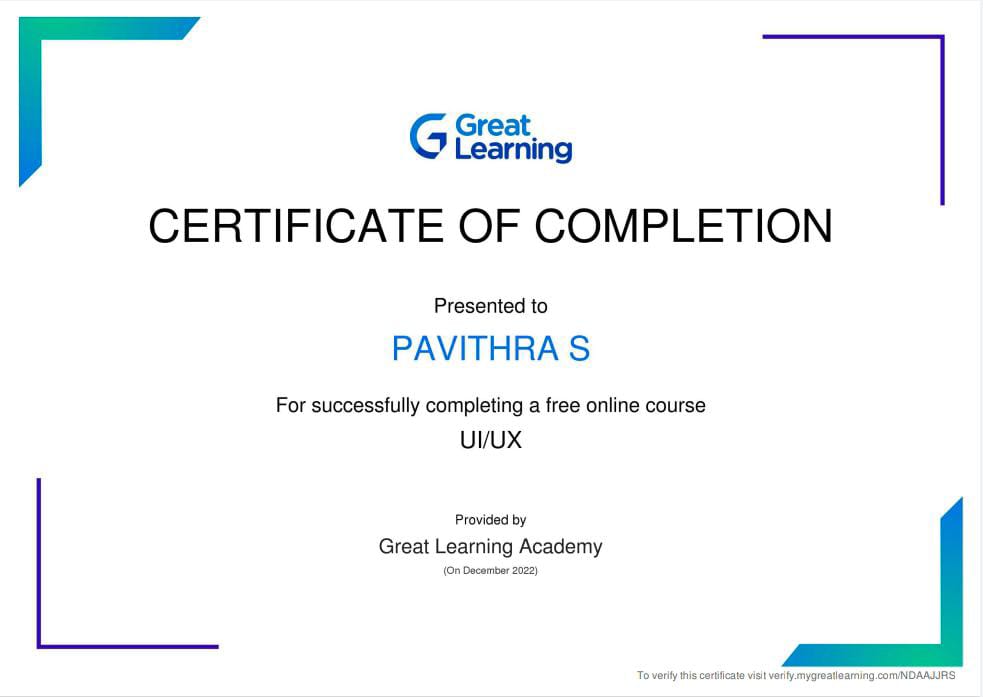 Great
Learning
CERTIFICATE OF COMPLETION
Presented to
PAVITHRA S
For successfully completing a free online course
UI/UX
Provided by
Great Learning Academy
(On December 2022)
To verify this certificate visit verify.mygreatlearning.com/NDAAJJRS